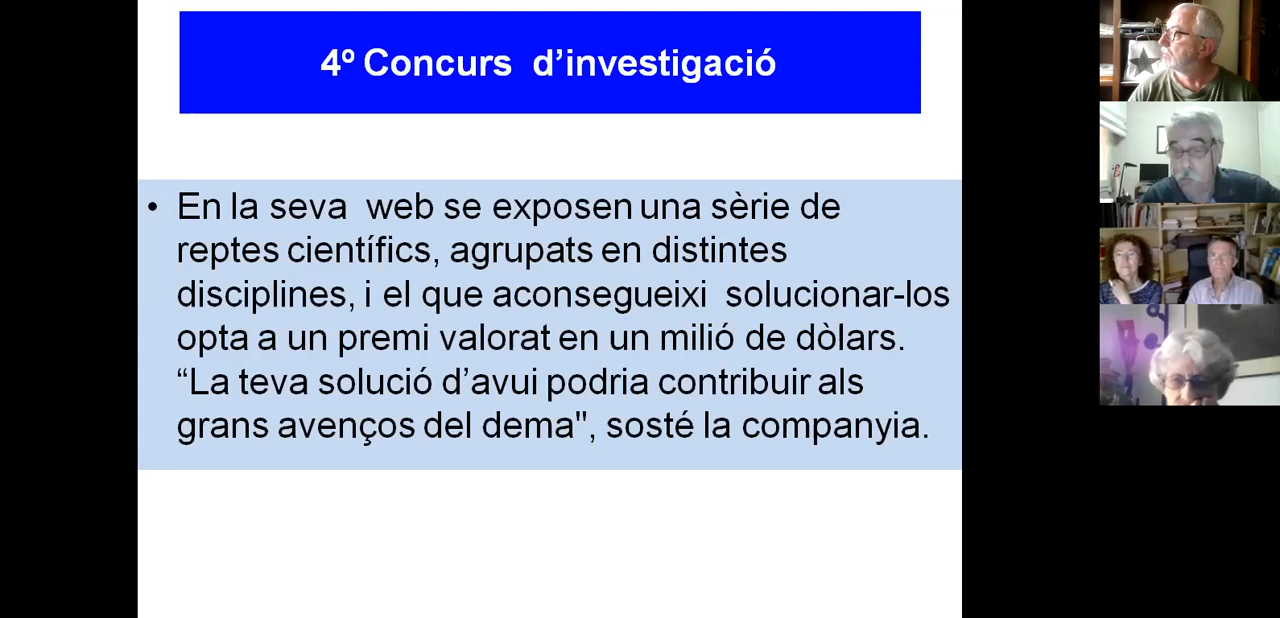 4º Concurs d’investigació
• En la seva web se exposen una sèrie de
reptes científics, agrupats en distintes
disciplines, i el que aconsegueixi solucionar-los
opta a un premi valorat en un milió de dòlars.
“La teva solució d’avui podria contribuir als
grans avenços del dema", sosté la companyia.